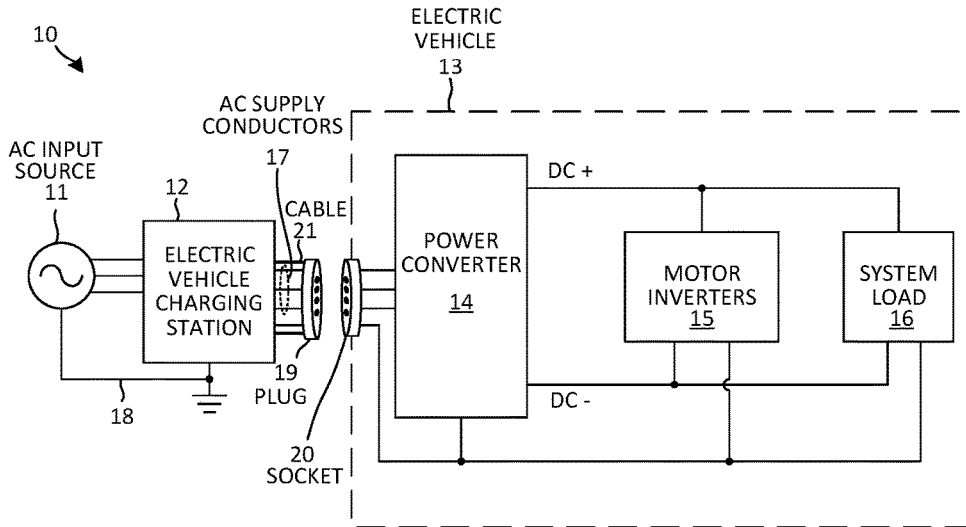 10
ELECTRIC
VEHICLE
13
AC SUPPLY
CONDUCTORS
17
AC INPUT
SOURCE
11
12
CABLE
21
ELECTRIC
VEHICLE
CHARGING
STATION
POWER
CONVERTER
14
DC +
MOTOR
INVERTERS
15
SYSTEM
LOAD
16
DC -
18
19
PLUG
20
SOCKET